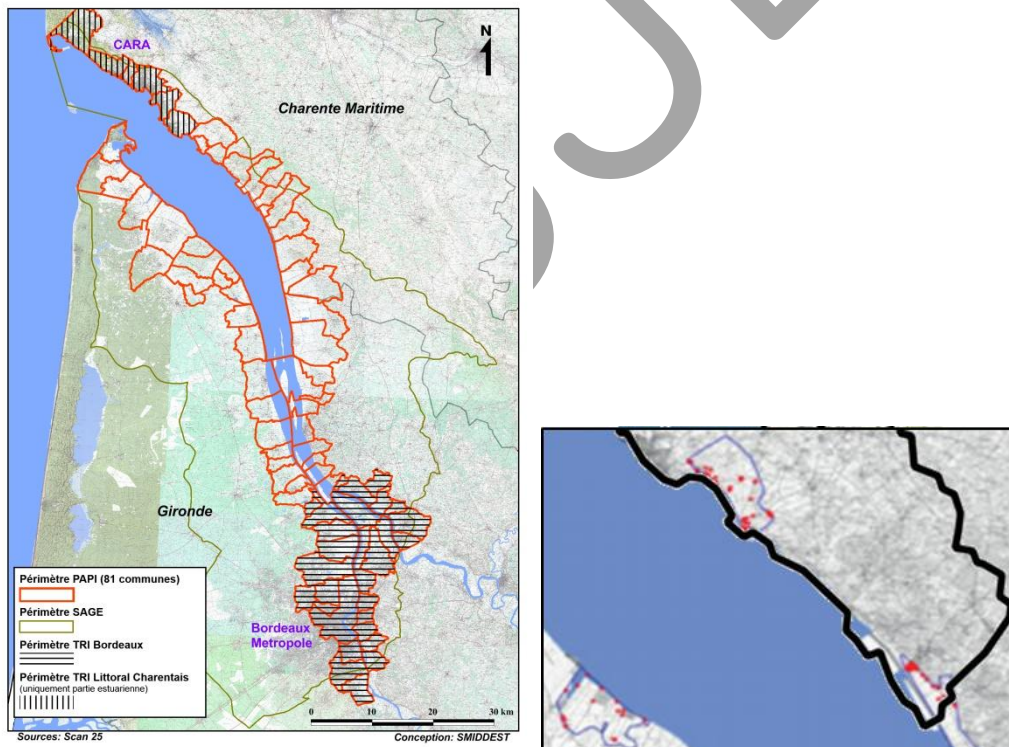 CARA
N
Charente Maritime
Gironde
Bordeaux
Metropole
Périmètre PAPI (81 communes)
Périmètre SAGE
Périmètre TRI Bordeaux
Périmètre TRI Littoral Charentais
(uniquement partie estuarienne)
0 10 20 30 km
Sources: Scan 25
Conception: SMIDDEST